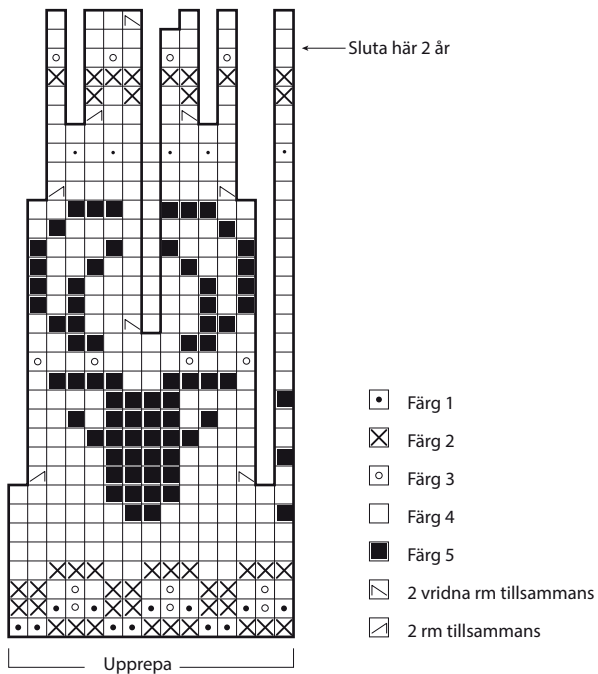 Sluta här 2 år
Färg 1
Färg 2
Färg 3
Färg 4
Färg 5
2 vridna rm tillsammans
2 rm tillsammans
Upprepa